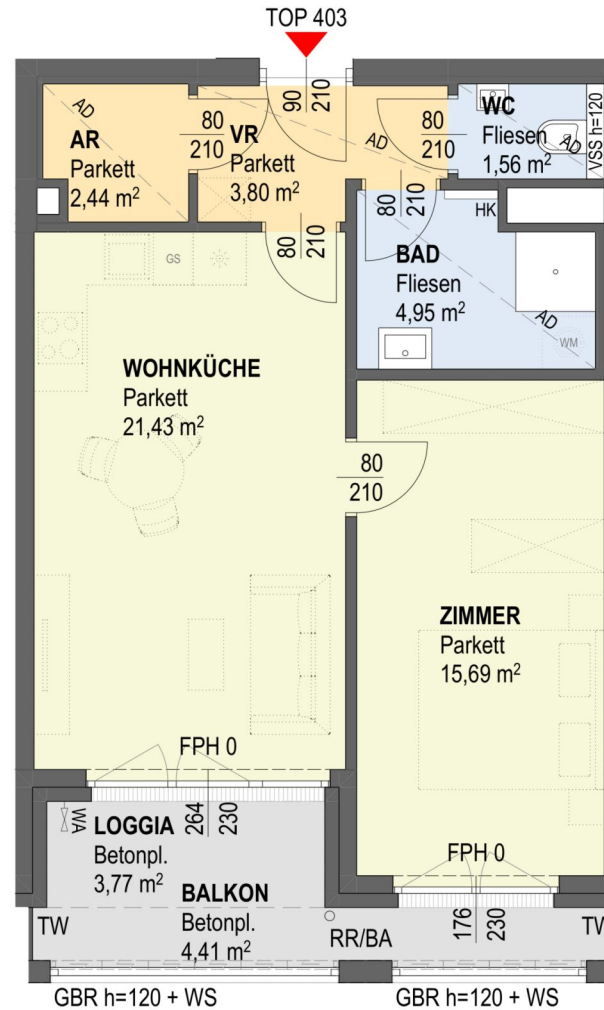 TOP 403
AD
AR
Parkett
2,44 m²
80
210
VR
Parkett
3,80 m²
90
210
AD
80
210
WC
Fliesen
1,56 m²
AD
VSS h=120
80
210
80
210
HK
BAD
Fliesen
4,95 m²
AD
WM
GS
WOHNKÜCHE
Parkett
21,43 m²
80
210
ZIMMER
Parkett
15,69 m²
FPH 0
264
230
WA
LOGGIA
Betonpl.
3,77 m²
FPH 0
176
230
BALKON
Betonpl.
4,41 m²
TW
RR/BA
TW
GBR h=120 + WS
GBR h=120 + WS